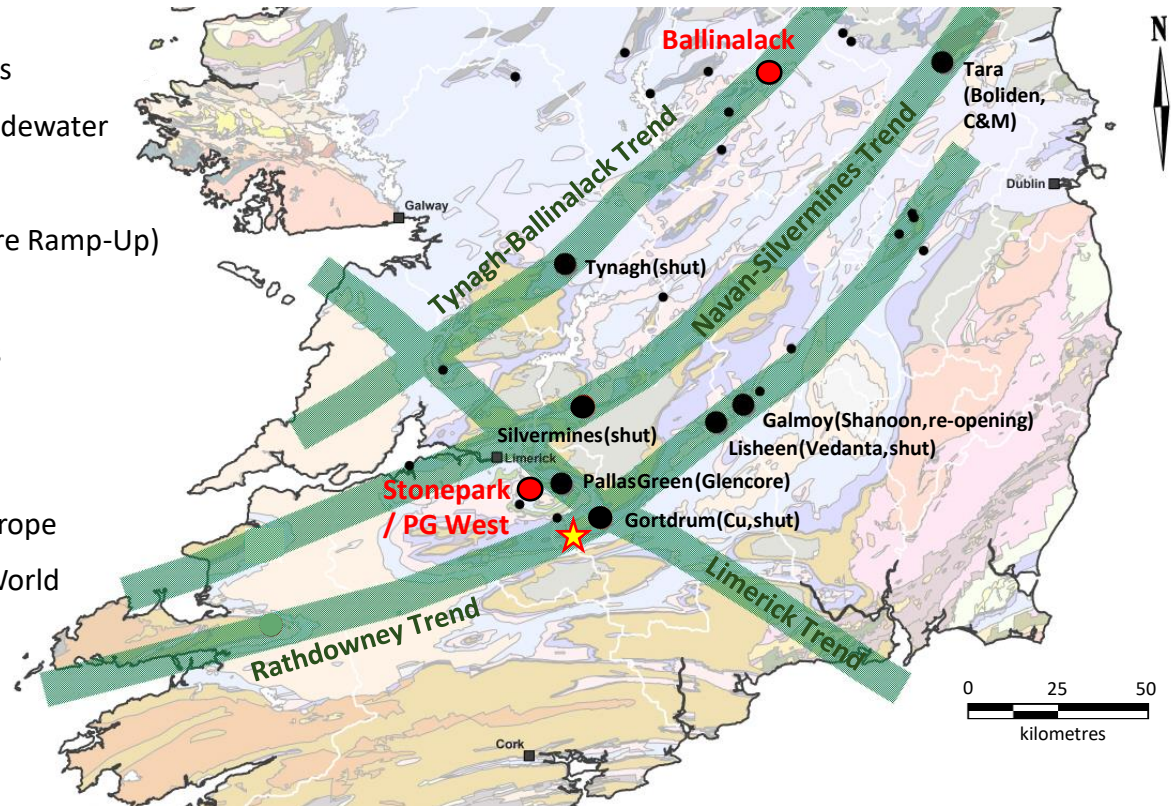 s
dewater
re Ramp-Up)
rope
World
Ballinalack
N
Tara
(Boliden,
C&M)
Dublin
Galway
Tynagh-Ballinalack Trend
Navan-Silvermines Trend
Tynagh(shut)
Silvermines(shut)
Galmoy(Shanoon,re-opening)
Lisheen(Vedanta,shut)
Limerick
Stonepark
/ PG West
PallasGreen(Glencore)
Gortdrum(Cu,shut)
Rathdowney Trend
Limerick Trend
0 25 50
kilometres
Cork